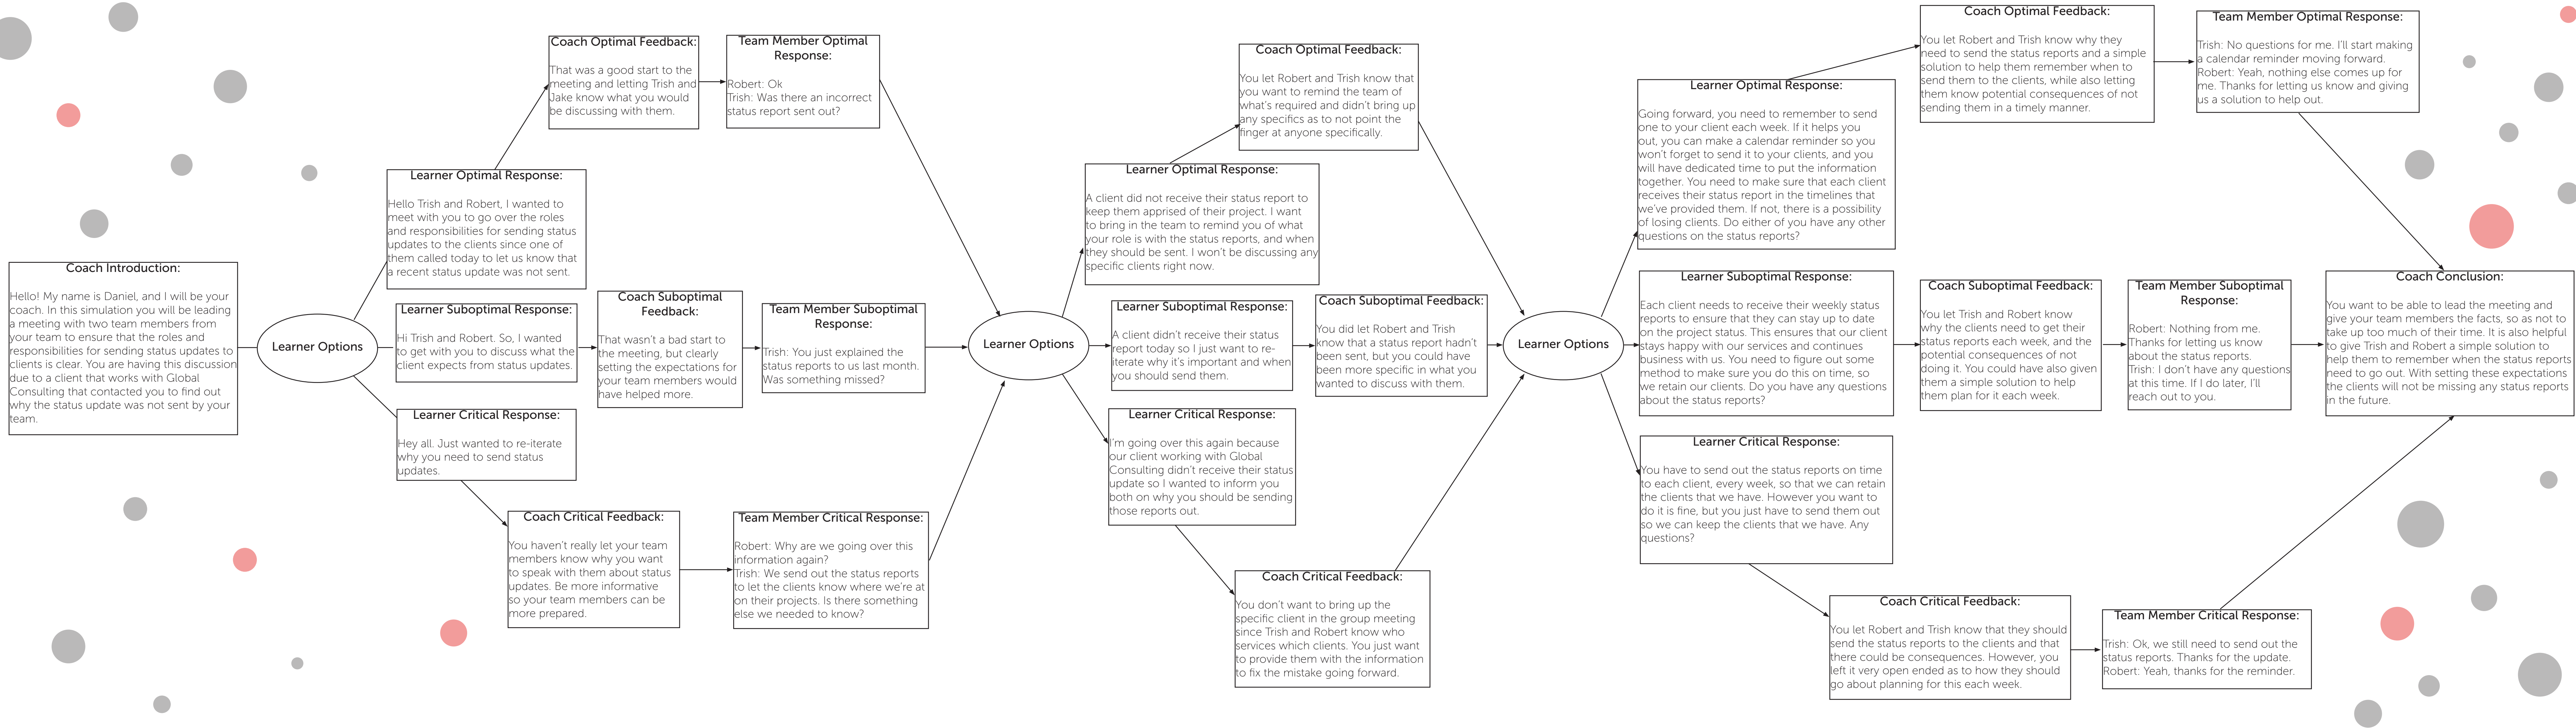 Coach Introduction:
Hello! My name is Daniel, and I will be your
coach. In this simulation you will be leading
a meeting with two team members from
your team to ensure that the roles and
responsibilities for sending status updates to
clients is clear. You are having this discussion
due to a client that works with Global
Consulting that contacted you to find out
why the status update was not sent by your
team.
Learner Options
Learner Optimal Response:
Hello Trish and Robert, I wanted to
meet with you to go over the roles
and responsibilities for sending status
updates to the clients since one of
them called today to let us know that
a recent status update was not sent.
Coach Optimal Feedback:
That was a good start to the
meeting and letting Trish and
Jake know what you would
be discussing with them.
Team Member Optimal
Response:
Robert: Ok
Trish: Was there an incorrect
status report sent out?
Learner Suboptimal Response:
Hi Trish and Robert. So, I wanted
to get with you to discuss what the
client expects from status updates.
Coach Suboptimal
Feedback:
That wasn't a bad start to
the meeting, but clearly
setting the expectations for
your team members would
have helped more.
Team Member Suboptimal
Response:
Trish: You just explained the
status reports to us last month.
Was something missed?
Learner Critical Response:
Hey all. Just wanted to re-iterate
why you need to send status
updates.
Coach Critical Feedback:
You haven't really let your team
members know why you want
to speak with them about status
updates. Be more informative
so your team members can be
more prepared.
Team Member Critical Response:
Robert: Why are we going over this
information again?
Trish: We send out the status reports
to let the clients know where we're at
on their projects. Is there something
else we needed to know?
Learner Options
Learner Optimal Response:
A client did not receive their status report to
keep them apprised of their project. I want
to bring in the team to remind you of what
your role is with the status reports, and when
they should be sent. I won't be discussing any
specific clients right now.
Coach Optimal Feedback:
You let Robert and Trish know that
you want to remind the team of
what's required and didn't bring up
any specifics as to not point the
finger at anyone specifically.
Learner Suboptimal Response:
A client didn't receive their status
report today so I just want to re-
iterate why it's important and when
you should send them.
Coach Suboptimal Feedback:
You did let Robert and Trish
know that a status report hadn't
been sent, but you could have
been more specific in what you
wanted to discuss with them.
Learner Critical Response:
I'm going over this again because
our client working with Global
Consulting didn't receive their status
update so I wanted to inform you
both on why you should be sending
those reports out.
Coach Critical Feedback:
You don't want to bring up the
specific client in the group meeting
since Trish and Robert know who
services which clients. You just want
to provide them with the information
to fix the mistake going forward.
Learner Options
Learner Optimal Response:
Going forward, you need to remember to send
one to your client each week. If it helps you
out, you can make a calendar reminder so you
won't forget to send it to your clients, and you
will have dedicated time to put the information
together. You need to make sure that each client
receives their status report in the timelines that
we've provided them. If not, there is a possibility
of losing clients. Do either of you have any other
questions on the status reports?
Coach Optimal Feedback:
You let Robert and Trish know why they
need to send the status reports and a simple
solution to help them remember when to
send them to the clients, while also letting
them know potential consequences of not
sending them in a timely manner.
Team Member Optimal Response:
Trish: No questions for me. I'll start making
a calendar reminder moving forward.
Robert: Yeah, nothing else comes up for
me. Thanks for letting us know and giving
us a solution to help out.
Learner Suboptimal Response:
Each client needs to receive their weekly status
reports to ensure that they can stay up to date
on the project status. This ensures that our client
stays happy with our services and continues
business with us. You need to figure out some
method to make sure you do this on time, so
we retain our clients. Do you have any questions
about the status reports?
Coach Suboptimal Feedback:
You let Trish and Robert know
why the clients need to get their
status reports each week, and the
potential consequences of not
doing it. You could have also given
them a simple solution to help
them plan for it each week.
Team Member Suboptimal
Response:
Robert: Nothing from me.
Thanks for letting us know
about the status reports.
Trish: I don't have any questions
at this time. If I do later, I'll
reach out to you.
Learner Critical Response:
You have to send out the status reports on time
to each client, every week, so that we can retain
the clients that we have. However you want to
do it is fine, but you just have to send them out
so we can keep the clients that we have. Any
questions?
Coach Critical Feedback:
You let Robert and Trish know that they should
send the status reports to the clients and that
there could be consequences. However, you
left it very open ended as to how they should
go about planning for this each week.
Team Member Critical Response:
Trish: Ok, we still need to send out the
status reports. Thanks for the update.
Robert: Yeah, thanks for the reminder.
Coach Conclusion:
You want to be able to lead the meeting and
give your team members the facts, so as not to
take up too much of their time. It is also helpful
to give Trish and Robert a simple solution to
help them to remember when the status reports
need to go out. With setting these expectations
the clients will not be missing any status reports
in the future.